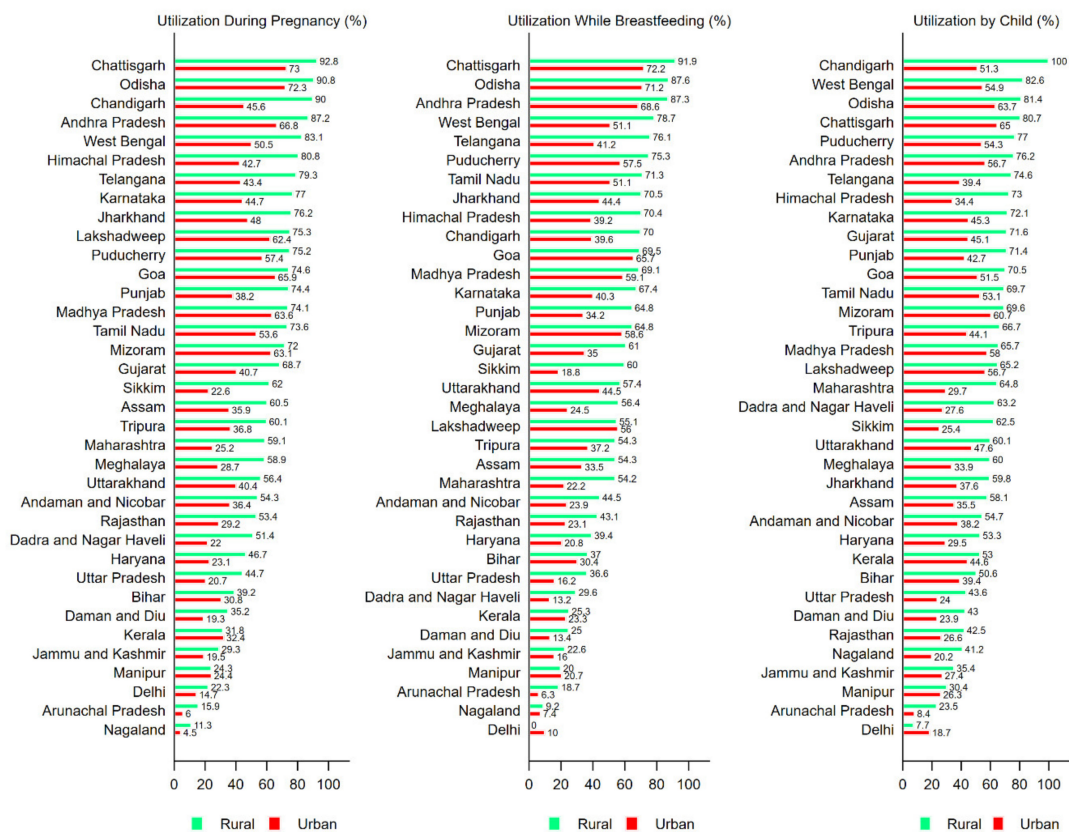 Utilization During Pregnancy (%)
Chattisgarh 92.8 73
Odisha 90.8 72.3
Chandigarh 90 45.6
Andhra Pradesh 87.2 66.8
West Bengal 83.1 50.5
Himachal Pradesh 80.8 42.7
Telangana 79.3 43.4
Karnataka 77 44.7
Jharkhand 76.2 48
Lakshadweep 75.3 62.4
Puducherry 75.2 57.4
Goa 74.6 65.9
Punjab 74.4 38.2
Madhya Pradesh 74.1 63.6
Tamil Nadu 73.6 53.6
Mizoram 72 63.1
Gujarat 68.7 40.7
Sikkim 62 22.6
Assam 60.5 35.9
Tripura 60.1 36.8
Maharashtra 59.1 25.2
Meghalaya 58.9 28.7
Uttarakhand 56.4 40.4
Andaman and Nicobar 54.3 36.4
Rajasthan 53.4 29.2
Dadra and Nagar Haveli 51.4 22
Haryana 46.7 23.1
Uttar Pradesh 44.7 20.7
Bihar 39.2 30.8
Daman and Diu 35.2 19.3
Kerala 31.8 32.4
Jammu and Kashmir 29.3 19.5
Manipur 24.3 24.4
Delhi 22.3 14.7
Arunachal Pradesh 15.9 6
Nagaland 11.3 4.5
0 20 40 60 80 100
Rural Urban
Utilization While Breastfeeding (%)
Chattisgarh 91.9 72.2
Odisha 87.6 71.2
Andhra Pradesh 87.3 68.6
West Bengal 78.7 51.1
Telangana 76.1 41.2
Puducherry 75.3 57.5
Tamil Nadu 71.3 51.1
Jharkhand 70.5 44.4
Himachal Pradesh 70.4 39.2
Chandigarh 70 39.6
Goa 69.5 65.7
Madhya Pradesh 69.1 59.1
Karnataka 67.4 40.3
Punjab 64.8 34.2
Mizoram 64.8 58.6
Gujarat 61 35
Sikkim 60 18.8
Uttarakhand 57.4 44.5
Meghalaya 56.4 24.5
Lakshadweep 55.1 56
Tripura 54.3 37.2
Assam 54.3 33.5
Maharashtra 54.2 22.2
Andaman and Nicobar 44.5 23.9
Rajasthan 43.1 23.1
Haryana 39.4 20.8
Bihar 37 30.4
Uttar Pradesh 36.6 16.2
Dadra and Nagar Haveli 29.6 13.2
Kerala 25.3 23.3
Daman and Diu 25 13.4
Jammu and Kashmir 22.6 16
Manipur 20 20.7
Arunachal Pradesh 18.7 6.3
Nagaland 9.2 7.4
Delhi 0 10
0 20 40 60 80 100
Rural Urban
Utilization by Child (%)
Chandigarh 100 51.3
West Bengal 82.6 54.9
Odisha 81.4 63.7
Chattisgarh 80.7 65
Puducherry 77 54.3
Andhra Pradesh 76.2 56.7
Telangana 74.6 39.4
Himachal Pradesh 73 34.4
Karnataka 72.1 45.3
Gujarat 71.6 45.1
Punjab 71.4 42.7
Goa 70.5 51.5
Tamil Nadu 69.7 53.1
Mizoram 69.6 60.7
Tripura 66.7 44.1
Madhya Pradesh 65.7 58
Lakshadweep 65.2 56.7
Maharashtra 64.8 29.7
Dadra and Nagar Haveli 63.2 27.6
Sikkim 62.5 25.4
Uttarakhand 60.1 47.6
Meghalaya 60 33.9
Jharkhand 59.8 37.6
Assam 58.1 35.5
Andaman and Nicobar 54.7 38.2
Haryana 53.3 29.5
Kerala 53 44.6
Bihar 50.6 39.4
Uttar Pradesh 43.6 24
Daman and Diu 43 23.9
Rajasthan 42.5 26.6
Nagaland 41.2 20.2
Jammu and Kashmir 35.4 27.4
Manipur 30.4 26.3
Arunachal Pradesh 23.5 8.4
Delhi 7.7 18.7
0 20 40 60 80 100
Rural Urban